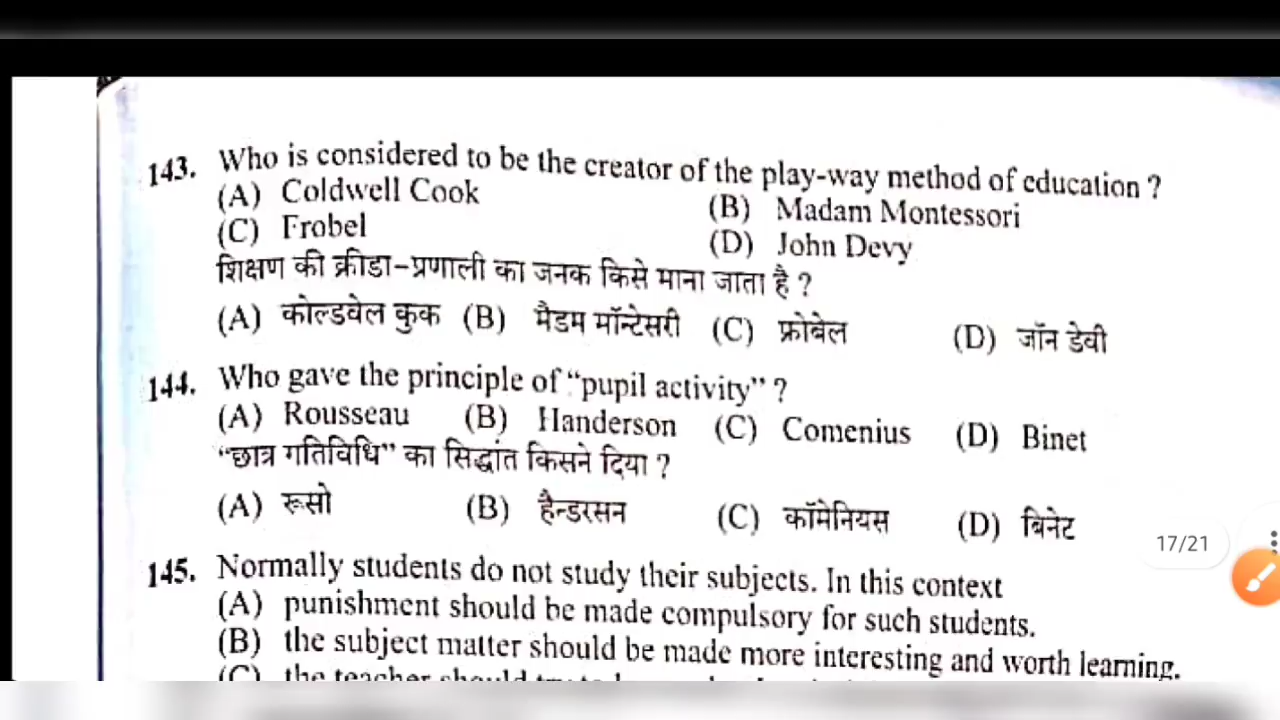 143. Who is considered to be the creator of the play-way method of education ?
(A) Coldwell Cook (B) Madam Montessori
(C) Frobel (D) John Devy
शिक्षण की क्रीडा-प्रणाली का जनक किसे माना जाता है ?
(A) कोल्डवेल कुक (B) मैडम मॉन्टेसरी (C) फ्रोबेल (D) जॉन डेवी
144. Who gave the principle of “pupil activity” ?
(A) Rousseau (B) Handerson (C) Comenius (D) Binet
“छात्र गतिविधि” का सिद्धांत किसने दिया ?
(A) रूसो (B) हैन्डरसन (C) कॉमेनियस (D) बिनेट
17/21
145. Normally students do not study their subjects. In this context
(A) punishment should be made compulsory for such students.
(B) the subject matter should be made more interesting and worth learning.
(C) the teacher should